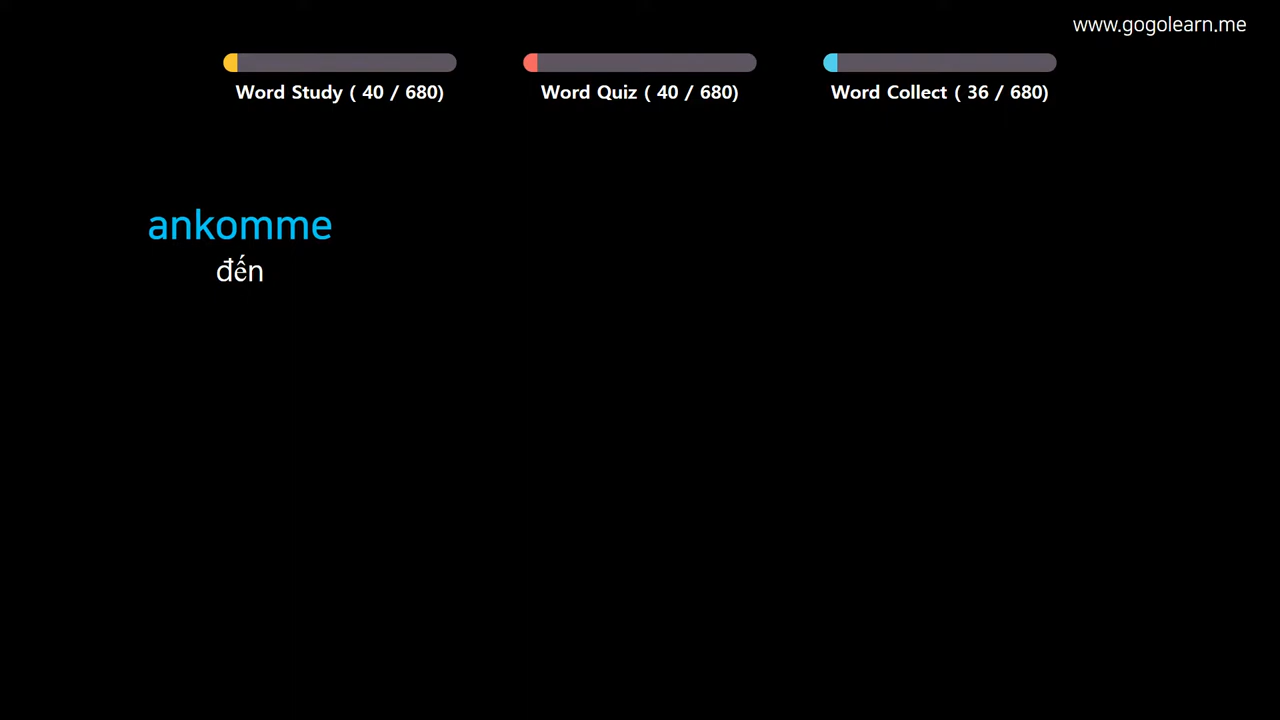 www.gogolearn.me
Word Study ( 40 / 680)
Word Quiz ( 40 / 680)
Word Collect ( 36 / 680)
ankomme
đến